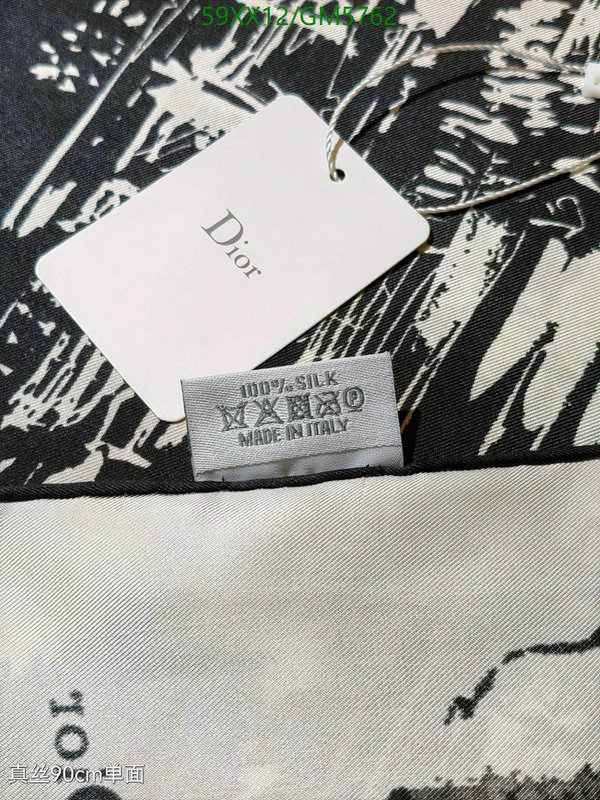 59XX12/GM5762
Dior
100% SILK
MADE IN ITALY
真丝90cm单面